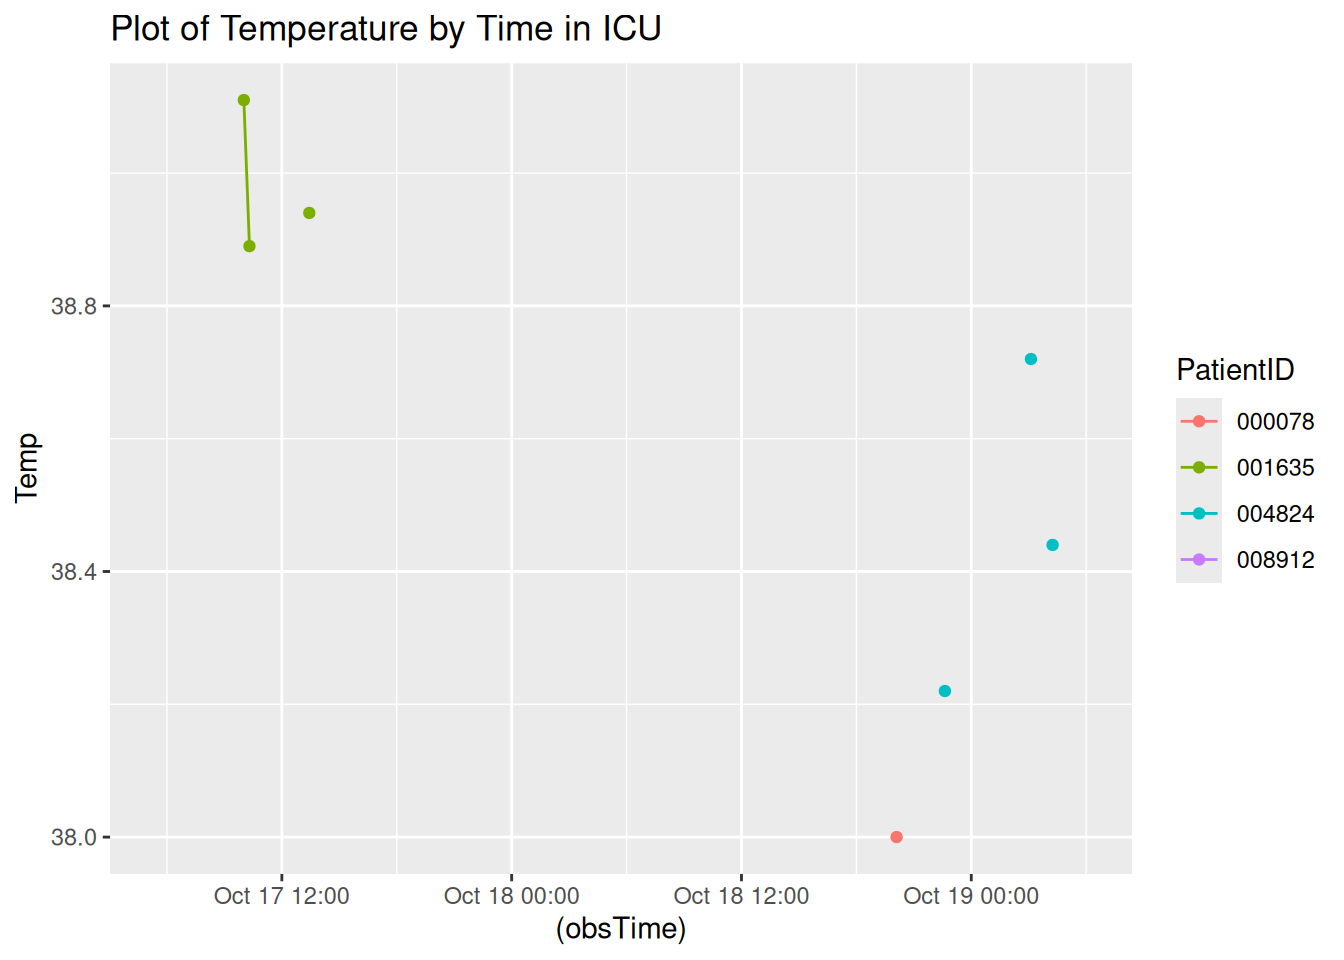 Plot of Temperature by Time in ICU
Temp
38.8
38.4
38.0
Oct 17 12:00
Oct 18 00:00
Oct 18 12:00
Oct 19 00:00
(obsTime)
PatientID
000078
001635
004824
008912